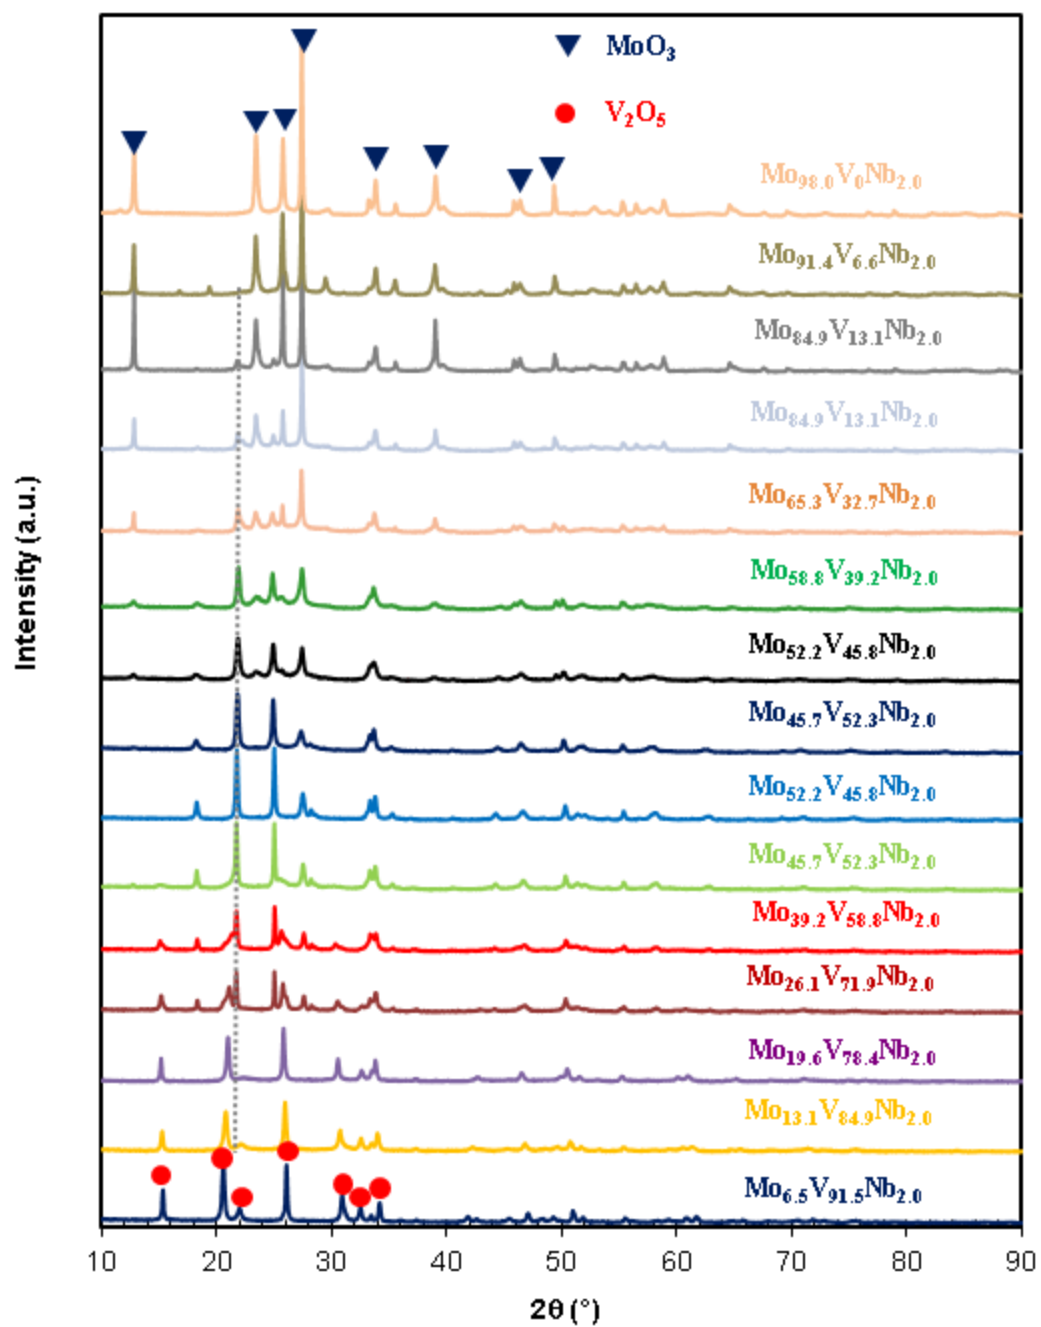 MoO₃
V₂O₅
Mo₉₈.₀V₀Nb₂.₀
Mo₉₁.₄V₆.₆Nb₂.₀
Mo₈₄.₉V₁₃.₁Nb₂.₀
Mo₈₄.₉V₁₃.₁Nb₂.₀
Mo₆₅.₃V₃₂.₇Nb₂.₀
Mo₅₈.₈V₃₉.₂Nb₂.₀
Mo₅₂.₂V₄₅.₈Nb₂.₀
Mo₄₅.₇V₅₂.₃Nb₂.₀
Mo₅₂.₂V₄₅.₈Nb₂.₀
Mo₄₅.₇V₅₂.₃Nb₂.₀
Mo₃₉.₂V₅₈.₈Nb₂.₀
Mo₂₆.₁V₇₁.₉Nb₂.₀
Mo₁₉.₆V₇₈.₄Nb₂.₀
Mo₁₃.₁V₈₄.₉Nb₂.₀
Mo₆.₅V₉₁.₅Nb₂.₀
Intensity (a.u.)
10 20 30 40 50 60 70 80 90
2θ (°)